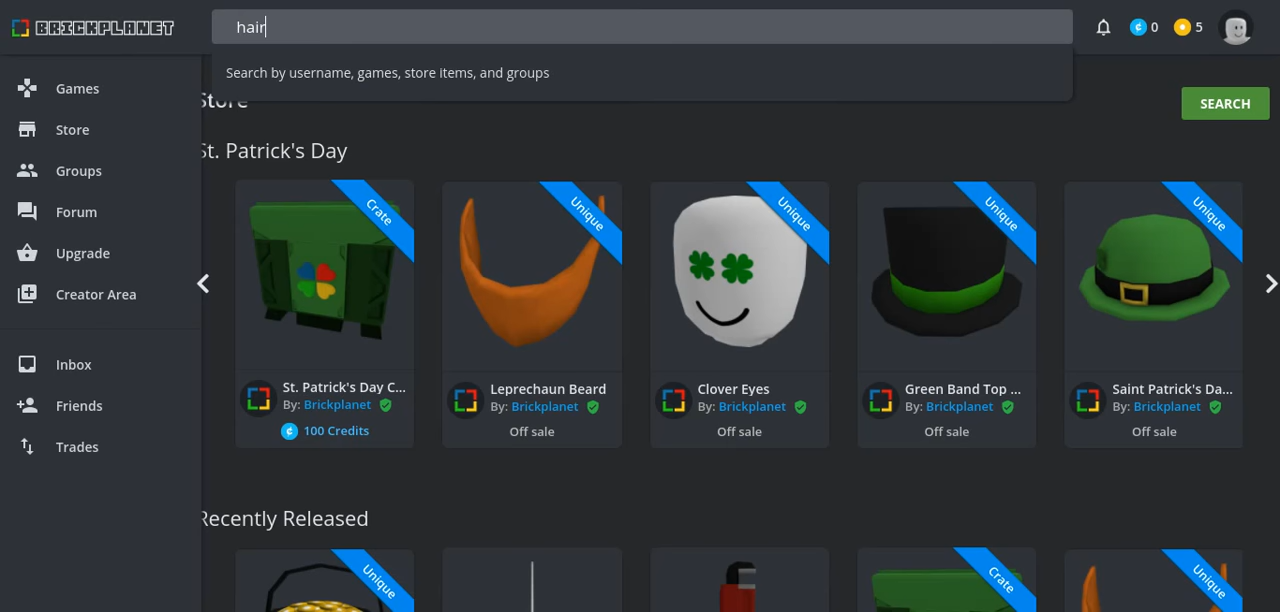 BRICKPLANET
hair
0
5
Search by username, games, store items, and groups
Games
Store
Groups
Forum
Upgrade
Creator Area
Inbox
Friends
Trades
Store
SEARCH
St. Patrick's Day
Crate
St. Patrick's Day C...
By: Brickplanet
100 Credits
Unique
Leprechaun Beard
By: Brickplanet
Off sale
Unique
Clover Eyes
By: Brickplanet
Off sale
Unique
Green Band Top ...
By: Brickplanet
Off sale
Unique
Saint Patrick's Da...
By: Brickplanet
Off sale
Recently Released
Unique
Crate
Unique